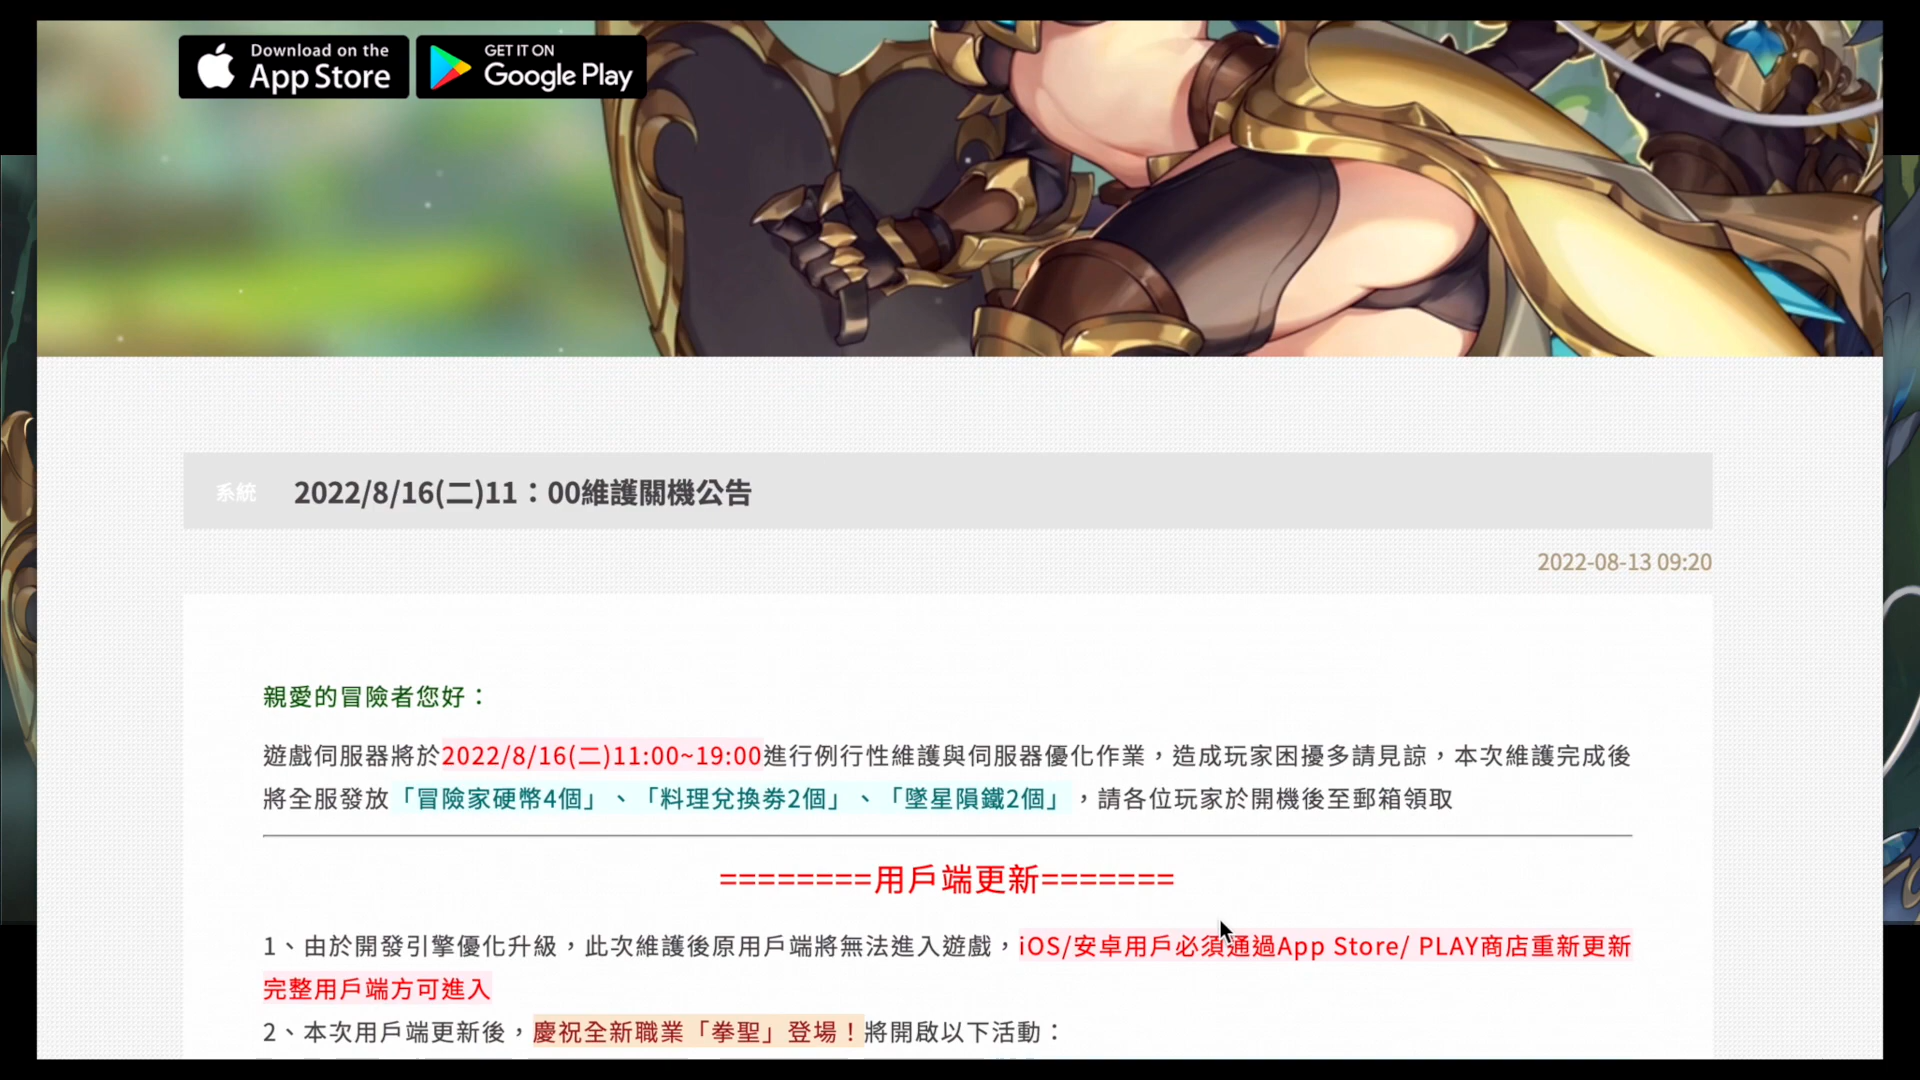 Download on the
App Store
GET IT ON
Google Play
系統
2022/8/16(二)11：00維護關機公告
2022-08-13 09:20
親愛的冒險者您好：
遊戲伺服器將於2022/8/16(二)11:00~19:00進行例行性維護與伺服器優化作業，造成玩家困擾多請見諒，本次維護完成後
將全服發放「冒險家硬幣4個」、「料理兌換券2個」、「墜星隕鐵2個」，請各位玩家於開機後至郵箱領取
========用戶端更新=======
1、由於開發引擎優化升級，此次維護後原用戶端將無法進入遊戲，iOS/安卓用戶必須通過App Store/ PLAY商店重新更新
完整用戶端方可進入
2、本次用戶端更新後，慶祝全新職業「拳聖」登場！將開啟以下活動：